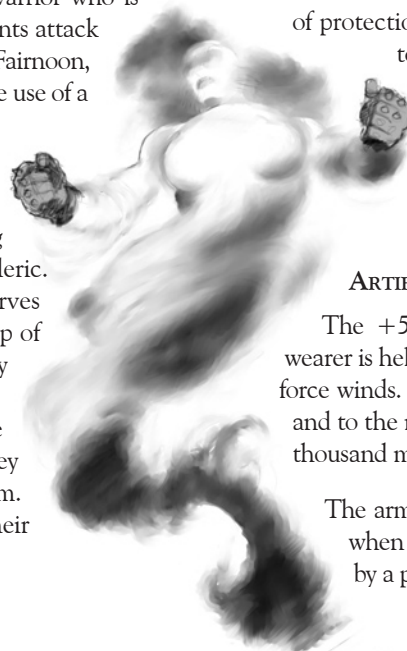 warrior who is
nts attack
Fairnoon,
e use of a
g
leric.
rves
p of
y
e
ey
m.
heir
of protectio
to
ARTIF
The +5
wearer is hel
force winds.
and to the
thousand m
The arm
when
by a p